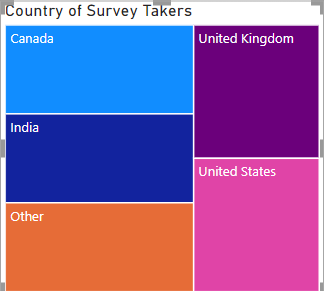 Country of Survey Takers
Canada
United Kingdom
India
United States
Other